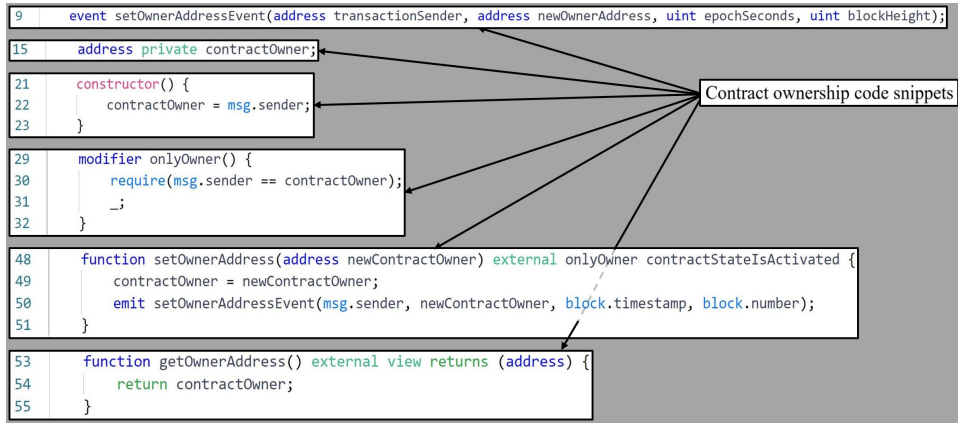 9 event setOwnerAddressEvent(address transactionSender, address newOwnerAddress, uint epochSeconds, uint blockHeight);
15 address private contractOwner;
21 constructor() {
22 contractOwner = msg.sender;
23 }
Contract ownership code snippets
29 modifier onlyOwner() {
30 require(msg.sender == contractOwner);
31 _;
32 }
48 function setOwnerAddress(address newContractOwner) external onlyOwner contractStateIsActivated {
49 contractOwner = newContractOwner;
50 emit setOwnerAddressEvent(msg.sender, newContractOwner, block.timestamp, block.number);
51 }
53 function getOwnerAddress() external view returns (address) {
54 return contractOwner;
55 }